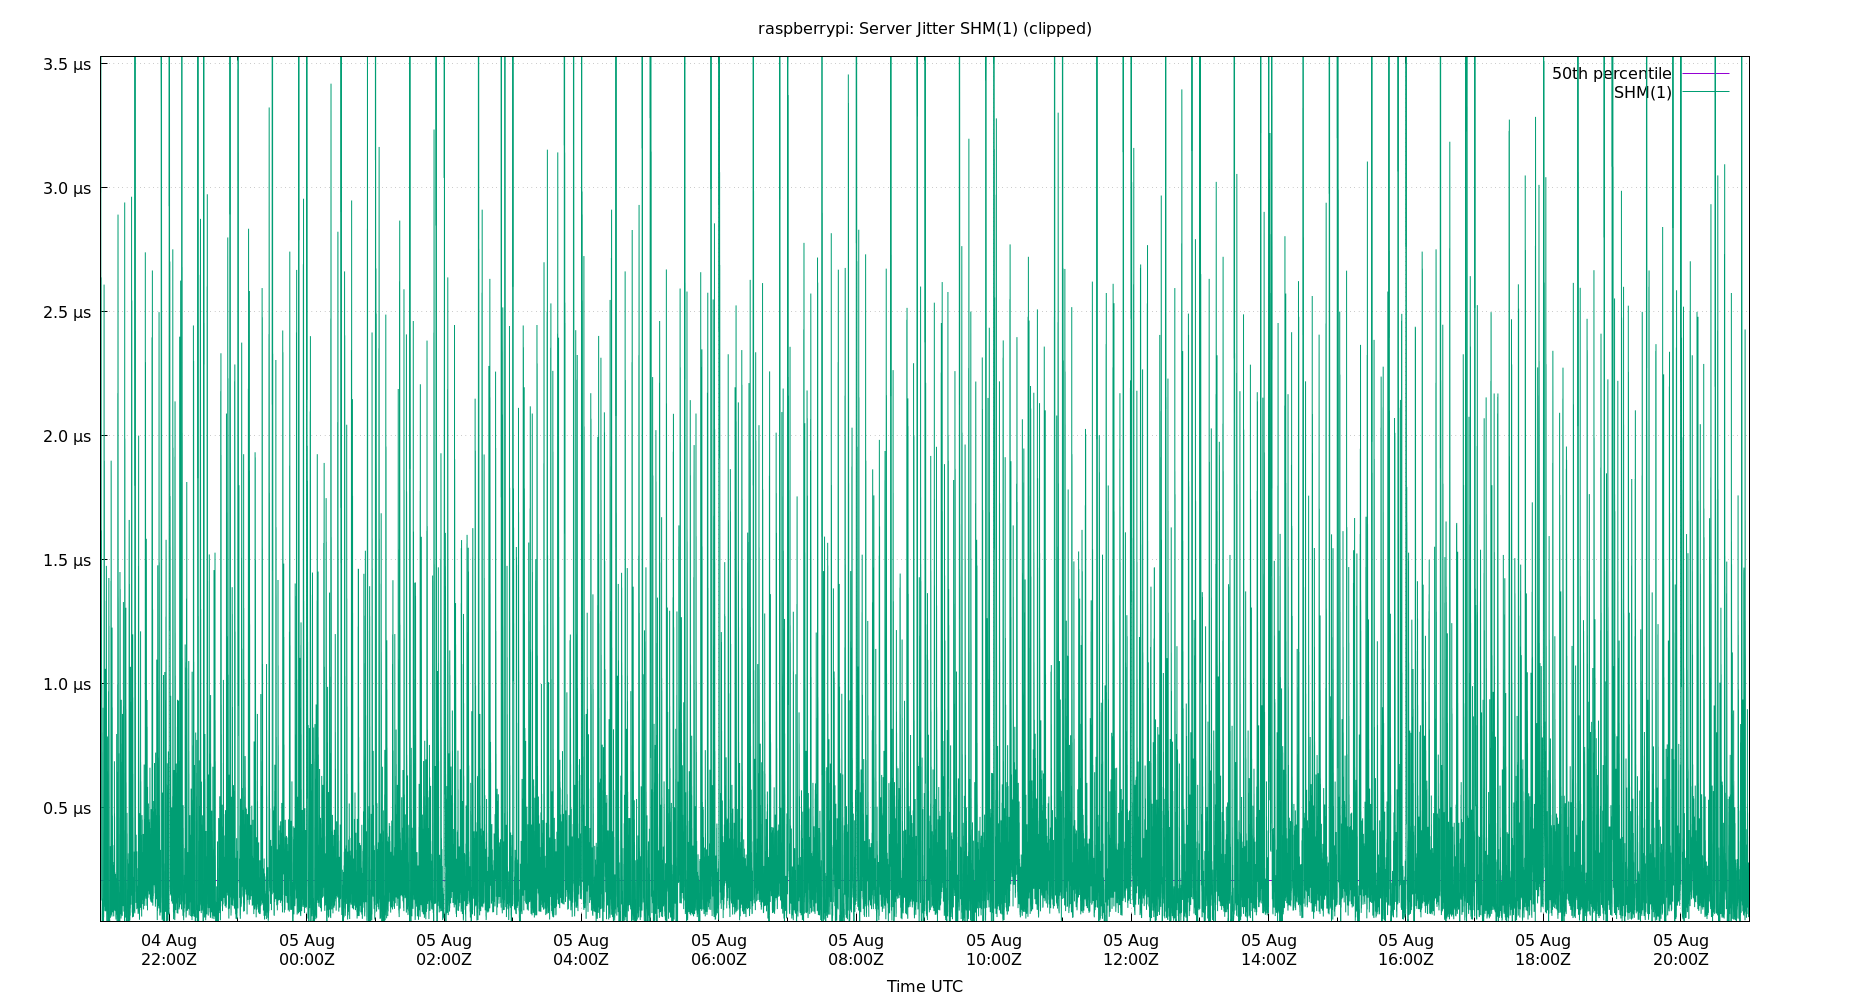 raspberrypi: Server Jitter SHM(1) (clipped)
3.5 µs
3.0 µs
2.5 µs
2.0 µs
1.5 µs
1.0 µs
0.5 µs
50th percentile
SHM(1)
04 Aug 05 Aug 05 Aug 05 Aug 05 Aug 05 Aug 05 Aug 05 Aug 05 Aug 05 Aug 05 Aug 05 Aug
22:00Z 00:00Z 02:00Z 04:00Z 06:00Z 08:00Z 10:00Z 12:00Z 14:00Z 16:00Z 18:00Z 20:00Z
Time UTC